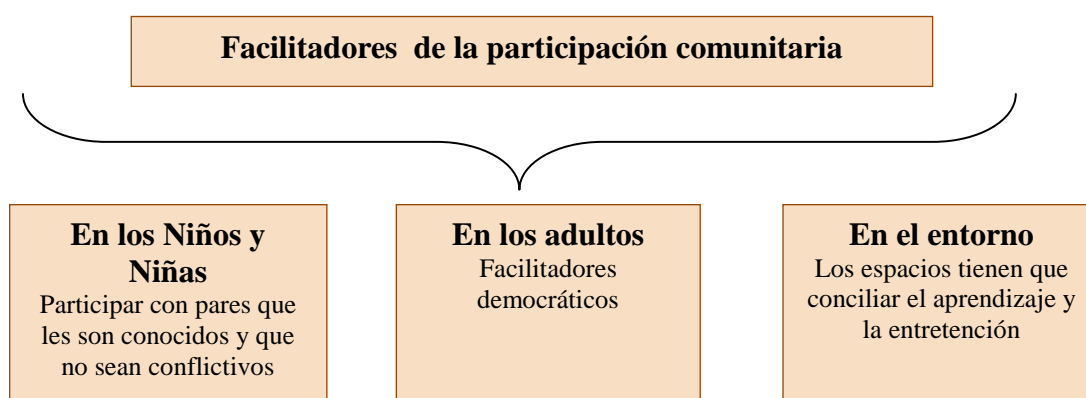 Facilitadores de la participación comunitaria
En los Niños y
Niñas
Participar con pares que
les son conocidos y que
no sean conflictivos
En los adultos
Facilitadores
democráticos
En el entorno
Los espacios tienen que
conciliar el aprendizaje y
la entretención